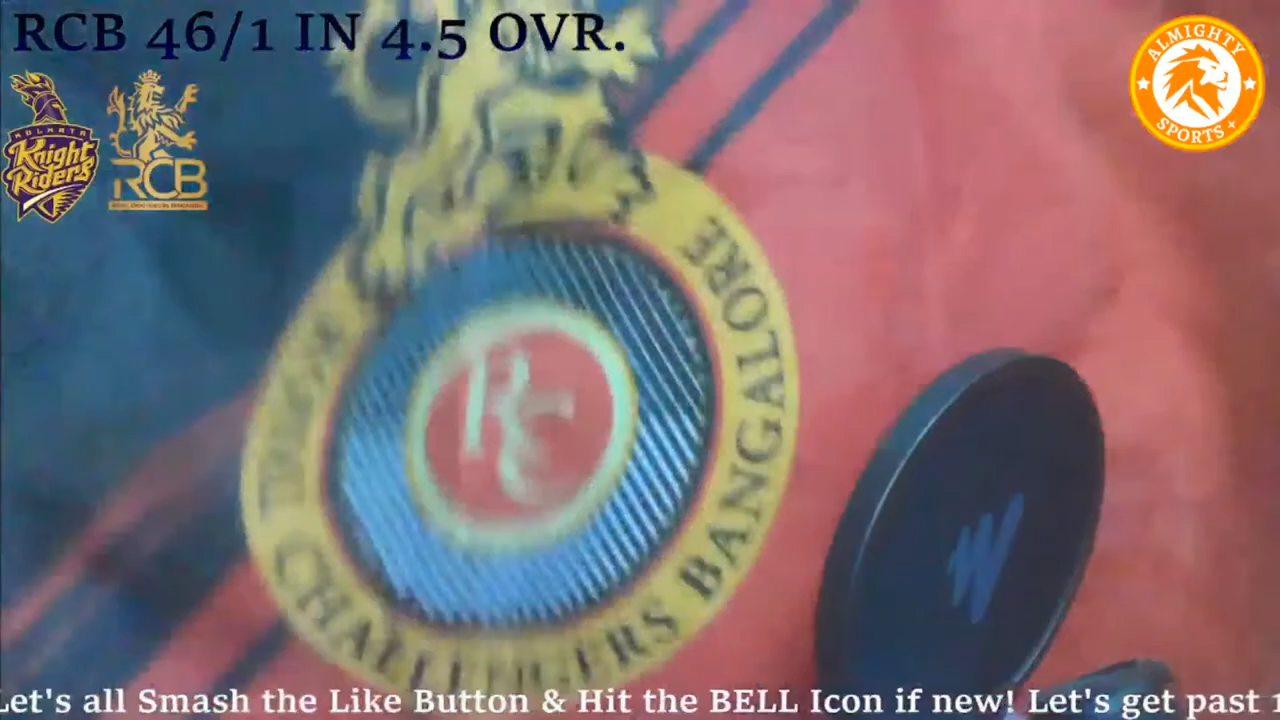 RCB 46/1 IN 4.5 OVR.
ALMIGHTY
SPORTS
KOLKATA
Knight
Riders
RCB
CHALLENGERS BANGALORE
RC
Let's all Smash the Like Button & Hit the BELL Icon if new! Let's get past